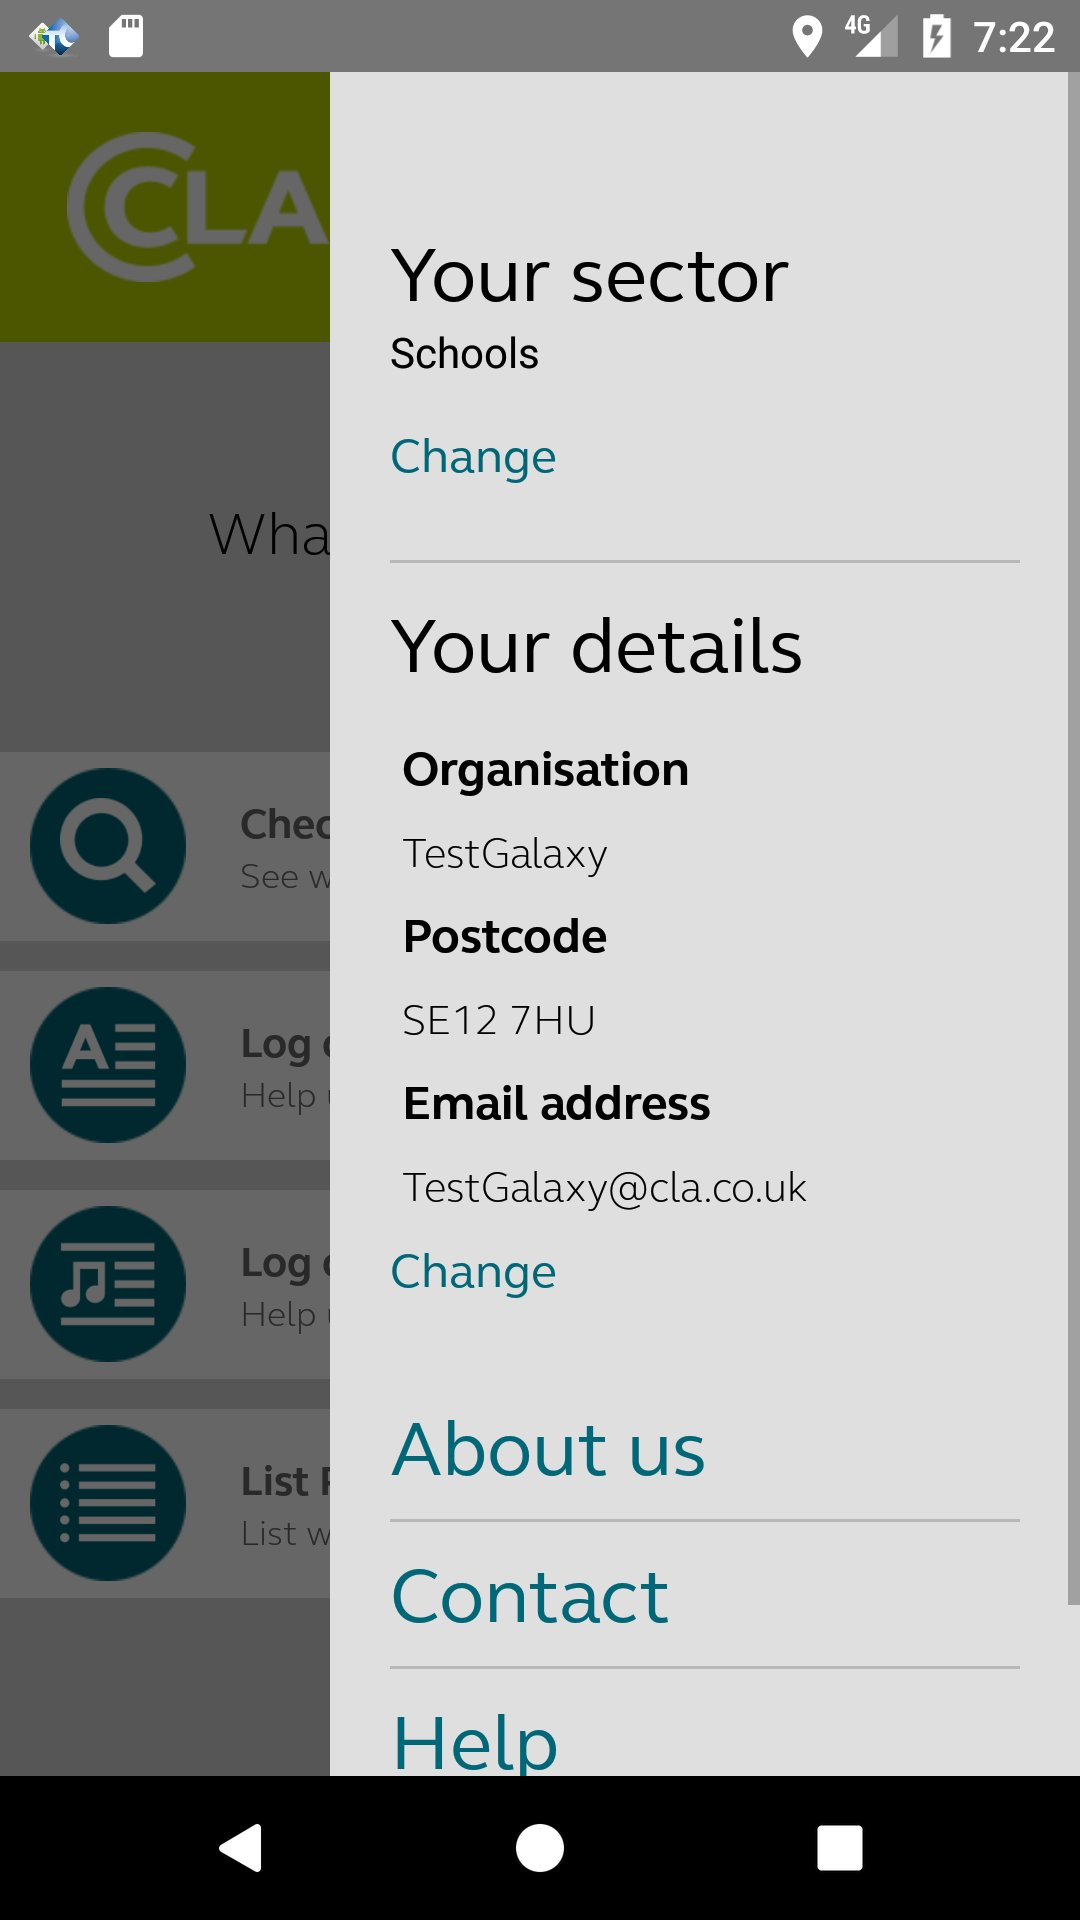 4G 7:22
CLA
Your sector
Schools
Change
Wha
Your details
Organisation
TestGalaxy
Postcode
SE12 7HU
Email address
TestGalaxy@cla.co.uk
Change
Chec
See w
Log
Help
Log
Help
List
List w
About us
Contact
Help